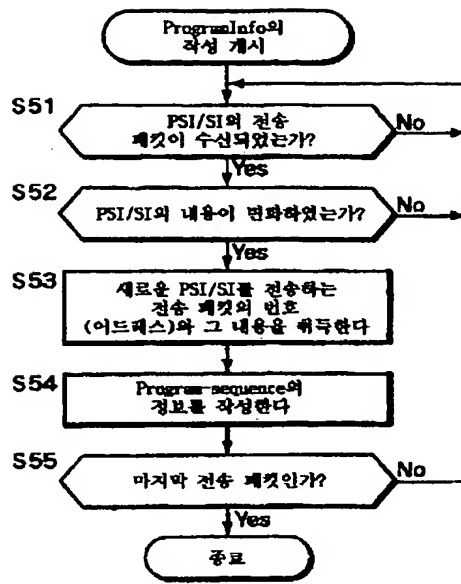 ProgramInfo의
작성 개시
S51
PSI/SI의 전송
패킷이 수신되었는가?
No
Yes
S52
PSI/SI의 내용이 변화하였는가?
No
Yes
S53
새로운 PSI/SI를 전송하는
전송 패킷의 번호
(어드레스)와 그 내용을 취득한다
S54
Program-sequence의
정보를 작성한다
S55
마지막 전송 패킷인가?
No
Yes
종료